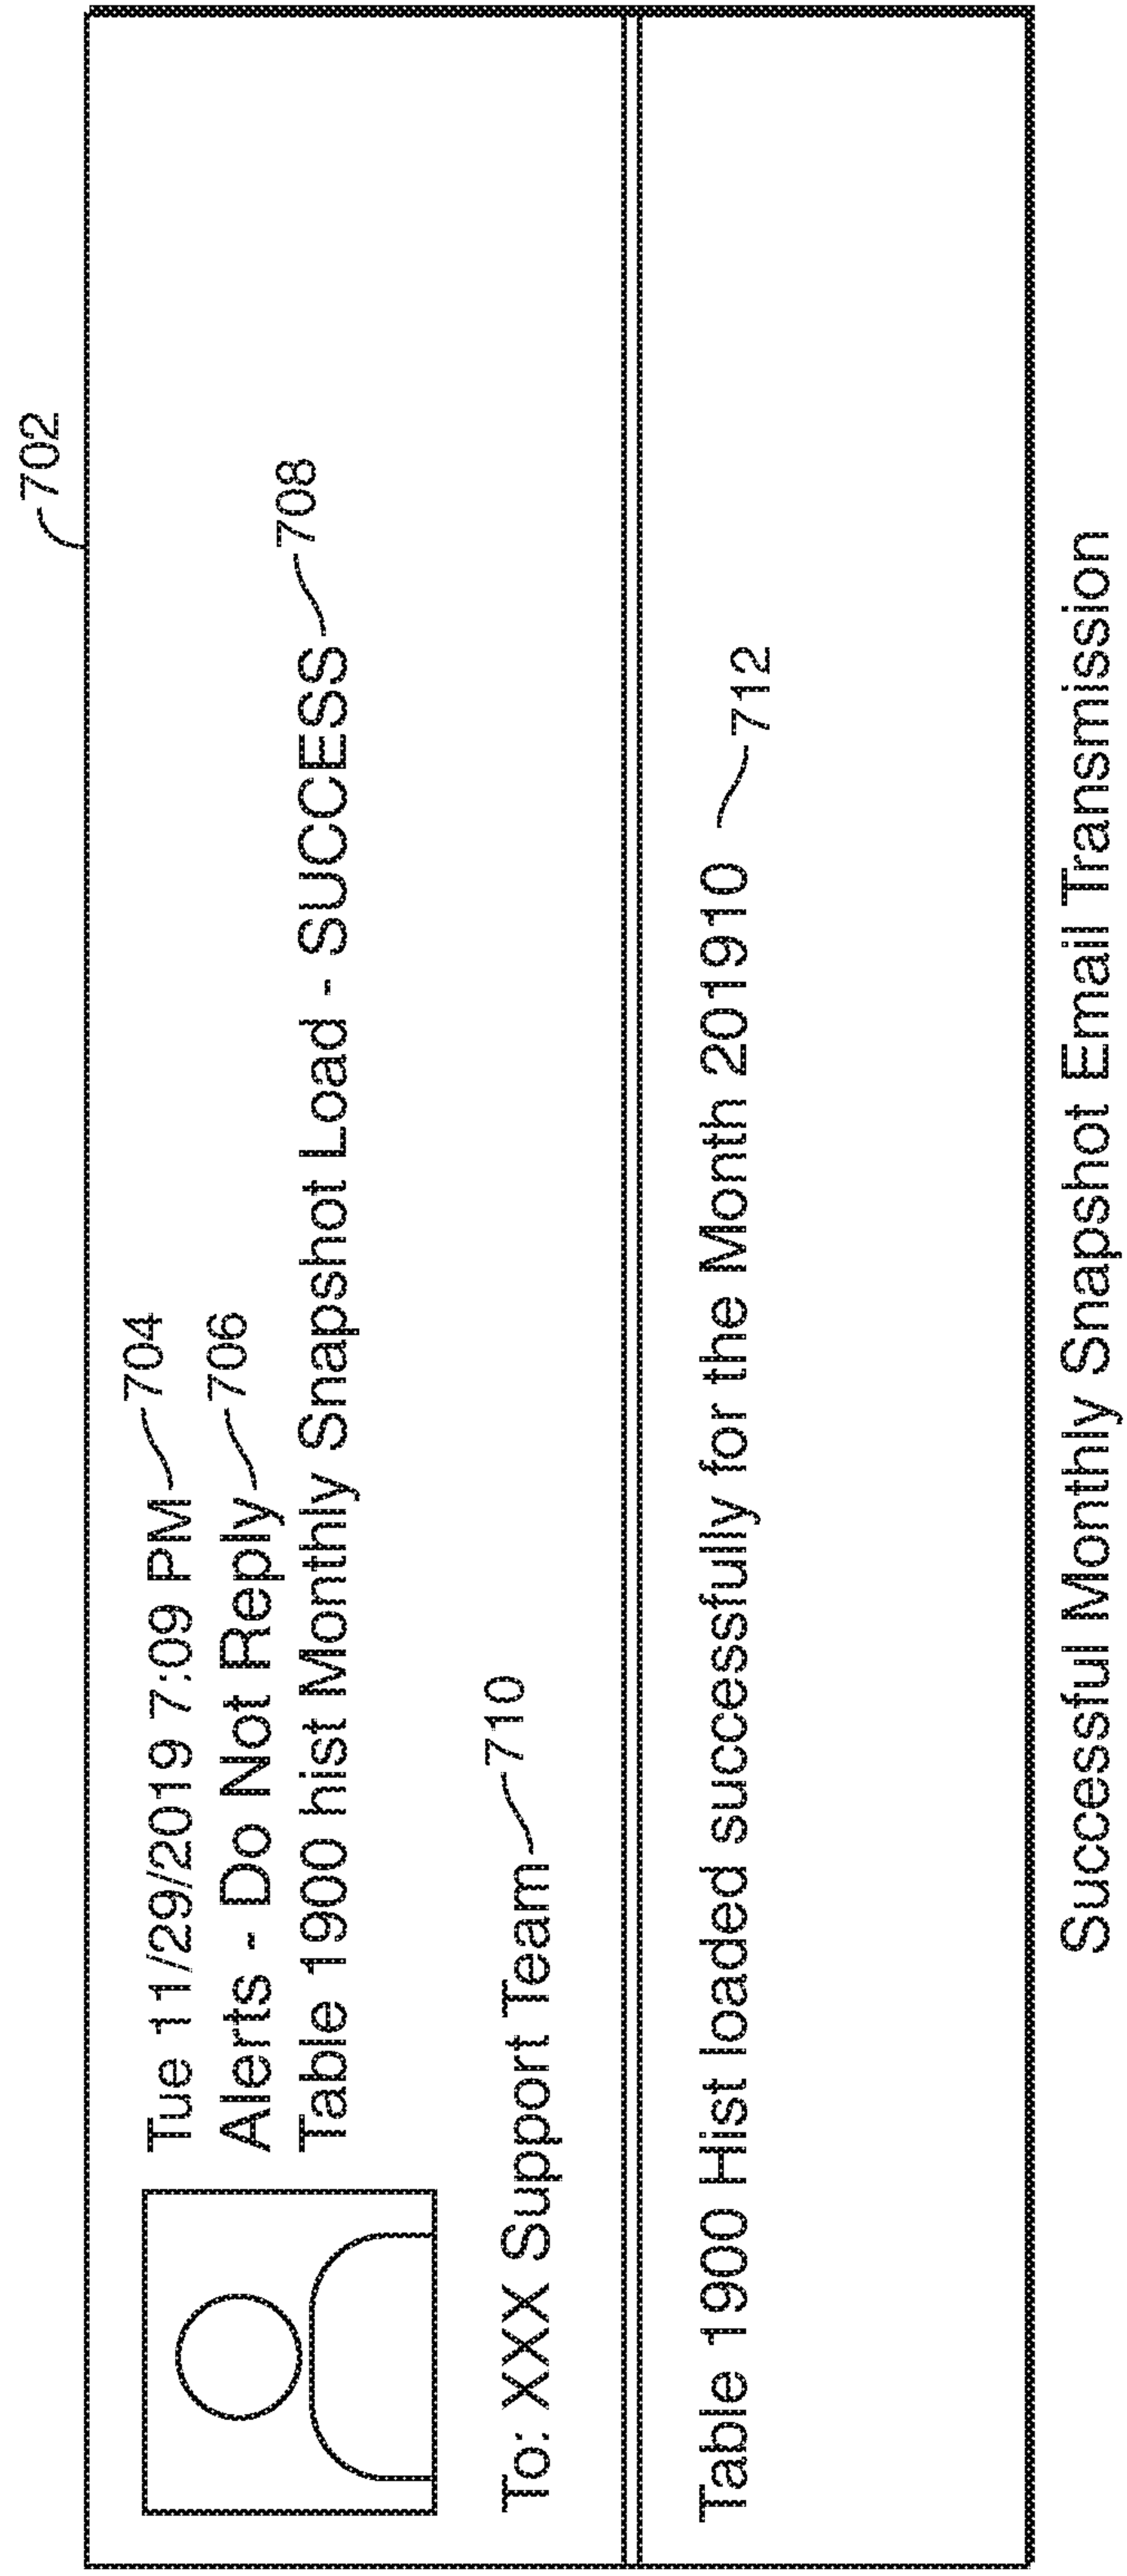 702
Tue 11/29/2019 7:09 PM 704
Alerts - Do Not Reply 706
Table 1900 hist Monthly Snapshot Load - SUCCESS 708
To: XXX Support Team 710
Table 1900 Hist loaded successfully for the Month 201910 712
Successful Monthly Snapshot Email Transmission